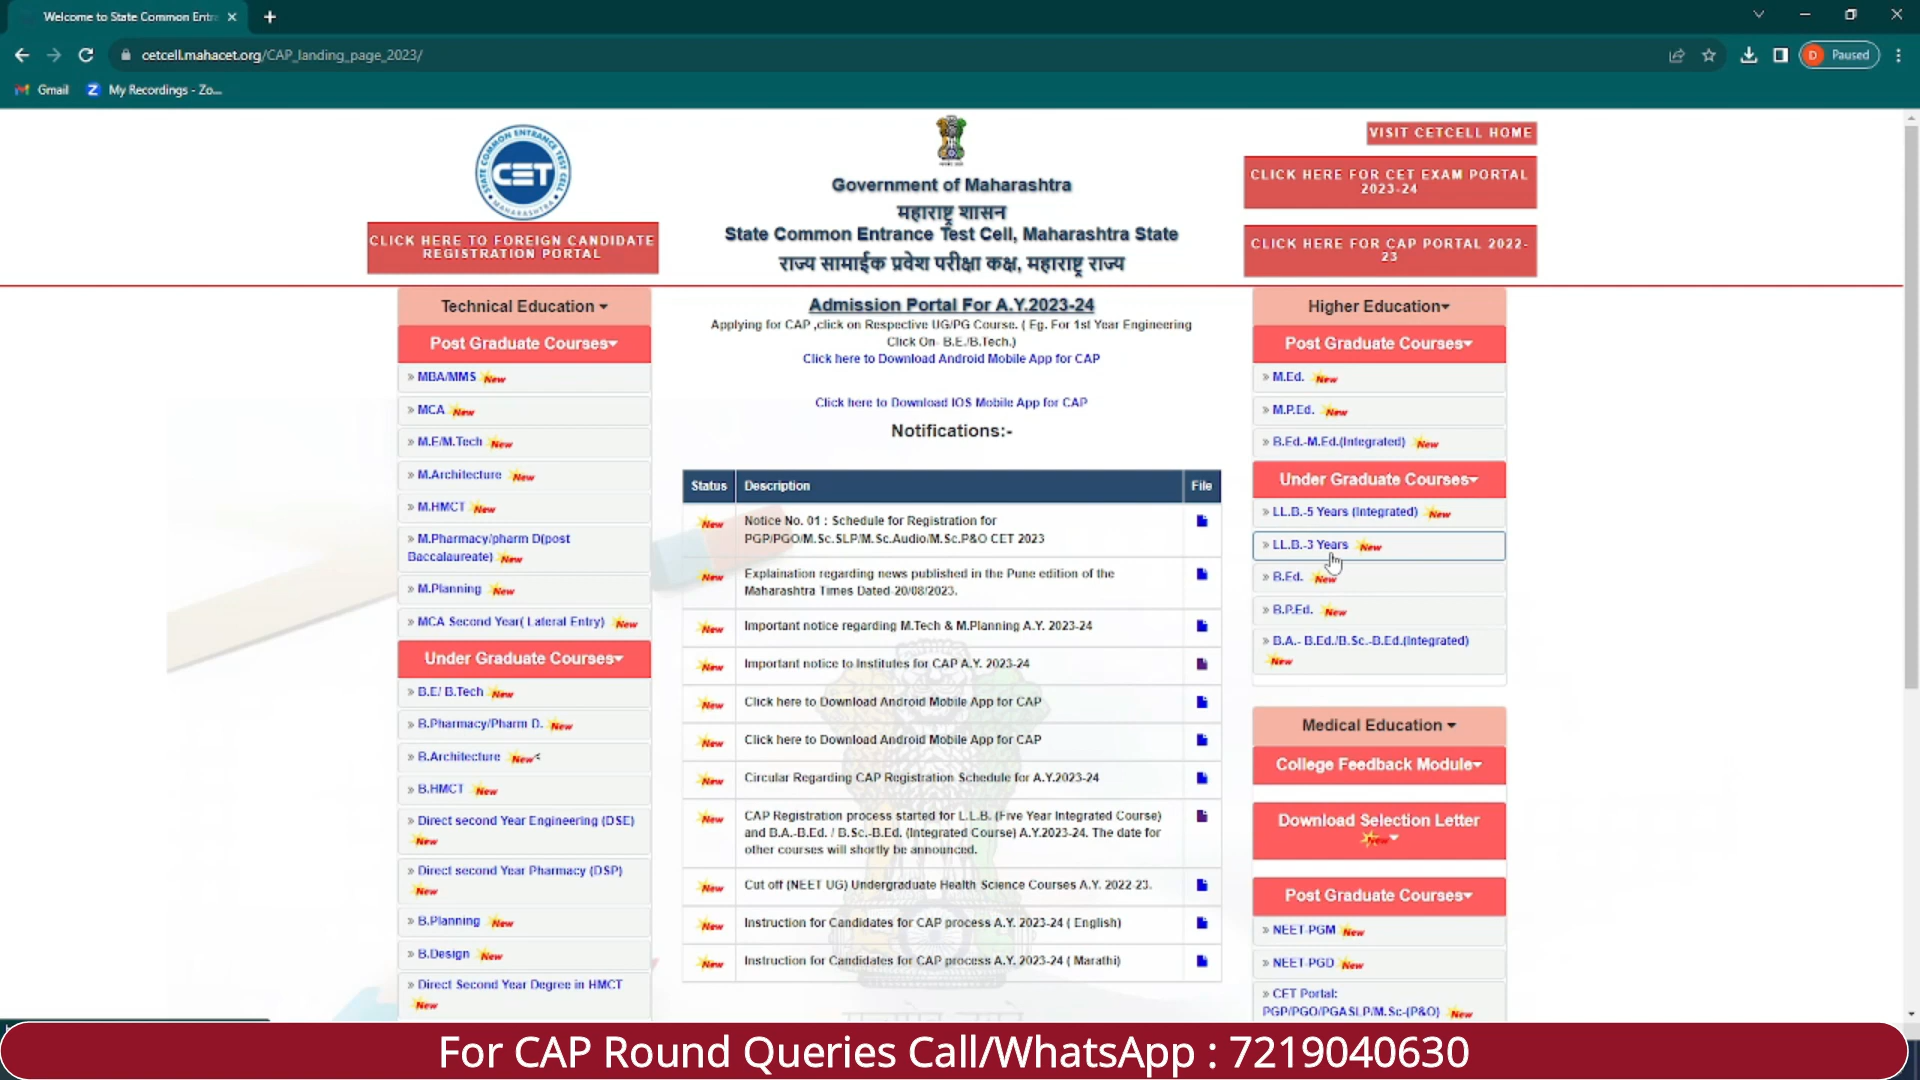 Welcome to State Common Entr
cetcell.mahacet.org/CAP_landing_page_2023/
D Paused
Gmail
My Recordings - Zo...
STATE COMMON ENTRANCE TEST CELL
CET
MAHARASHTRA
CLICK HERE TO FOREIGN CANDIDATE
REGISTRATION PORTAL
Government of Maharashtra
महाराष्ट्र शासन
State Common Entrance Test Cell, Maharashtra State
राज्य सामाईक प्रवेश परीक्षा कक्ष, महाराष्ट्र राज्य
VISIT CETCELL HOME
CLICK HERE FOR CET EXAM PORTAL
2023-24
CLICK HERE FOR CAP PORTAL 2022-
23
Technical Education
Post Graduate Courses
» MBA/MMS New
» MCA New
» M.E/M.Tech New
» M.Architecture New
» M.HMCT New
» M.Pharmacy/pharm D(post
Baccalaureate) New
» M.Planning New
» MCA Second Year( Lateral Entry) New
Under Graduate Courses
» B.E/ B.Tech New
» B.Pharmacy/Pharm D. New
» B.Architecture New <
» B.HMCT New
» Direct second Year Engineering (DSE)
New
» Direct second Year Pharmacy (DSP)
New
» B.Planning New
» B.Design New
» Direct Second Year Degree in HMCT
New
Admission Portal For A.Y.2023-24
Applying for CAP ,click on Respective UG/PG Course. ( Eg. For 1st Year Engineering
Click On- B.E./B.Tech.)
Click here to Download Android Mobile App for CAP
Click here to Download IOS Mobile App for CAP
Notifications:-
Status Description File
New Notice No. 01 : Schedule for Registration for
PGP/PGO/M.Sc.SLP/M.Sc.Audio/M.Sc.P&O CET 2023
New Explaination regarding news published in the Pune edition of the
Maharashtra Times Dated-20/08/2023.
New Important notice regarding M.Tech & M.Planning A.Y. 2023-24
New Important notice to Institutes for CAP A.Y. 2023-24
New Click here to Download Android Mobile App for CAP
New Click here to Download Android Mobile App for CAP
New Circular Regarding CAP Registration Schedule for A.Y.2023-24
New CAP Registration process started for L.L.B. (Five Year Integrated Course)
and B.A.-B.Ed. / B.Sc.-B.Ed. (Integrated Course) A.Y.2023-24. The date for
other courses will shortly be announced.
New Cut off (NEET UG) Undergraduate Health Science Courses A.Y. 2022-23.
New Instruction for Candidates for CAP process A.Y. 2023-24 ( English)
New Instruction for Candidates for CAP process A.Y. 2023-24 ( Marathi)
Higher Education
Post Graduate Courses
» M.Ed. New
» M.P.Ed. New
» B.Ed.-M.Ed.(Integrated) New
Under Graduate Courses
» LL.B.-5 Years (Integrated) New
» LL.B.-3 Years New
» B.Ed. New
» B.P.Ed. New
» B.A.- B.Ed./B.Sc.-B.Ed.(Integrated)
New
Medical Education
College Feedback Module
Download Selection Letter
New
Post Graduate Courses
» NEET-PGM New
» NEET-PGD New
» CET Portal:
PGP/PGO/PGASLP/M.Sc-(P&O) New
For CAP Round Queries Call/WhatsApp : 7219040630